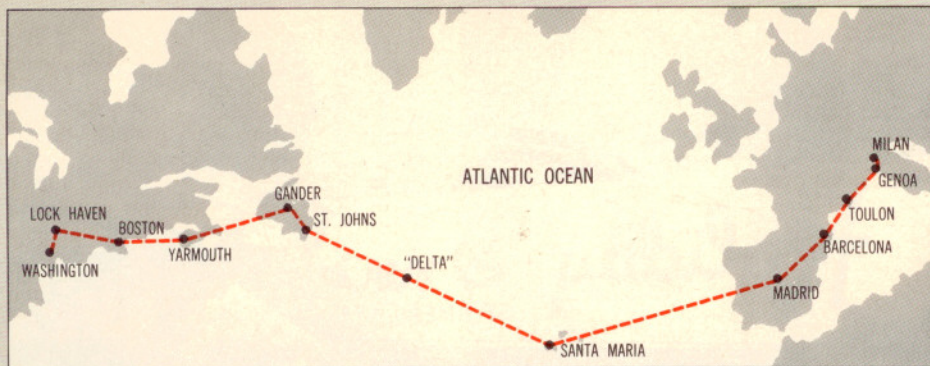 MILAN
ATLANTIC OCEAN
GENOA
GANDER
TOULON
LOCK HAVEN
BOSTON
ST. JOHNS
YARMOUTH
BARCELONA
WASHINGTON
"DELTA"
MADRID
SANTA MARIA